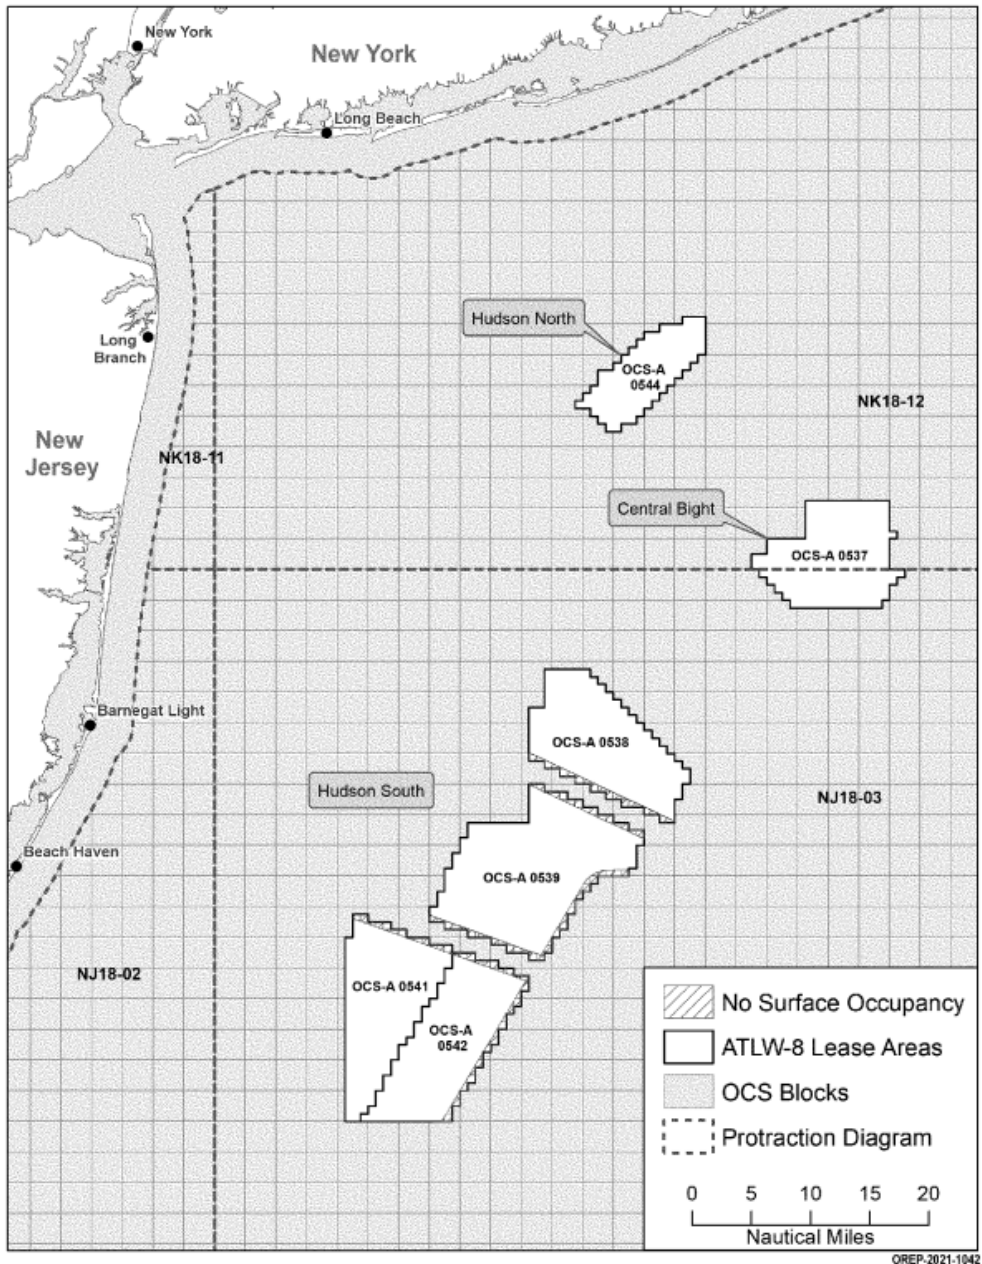 New York
New York
Long Beach
Hudson North
Long
Branch
OCS-A
0544
NK18-12
New
Jersey
NK18-11
Central Bight
OCS-A 0537
Barnegat Light
OCS-A 0538
Hudson South
NJ18-03
Beach Haven
OCS-A 0539
NJ18-02
OCS-A 0541
OCS-A
0542
No Surface Occupancy
ATLW-8 Lease Areas
OCS Blocks
Protraction Diagram
0 5 10 15 20
Nautical Miles
OREP-2021-1042